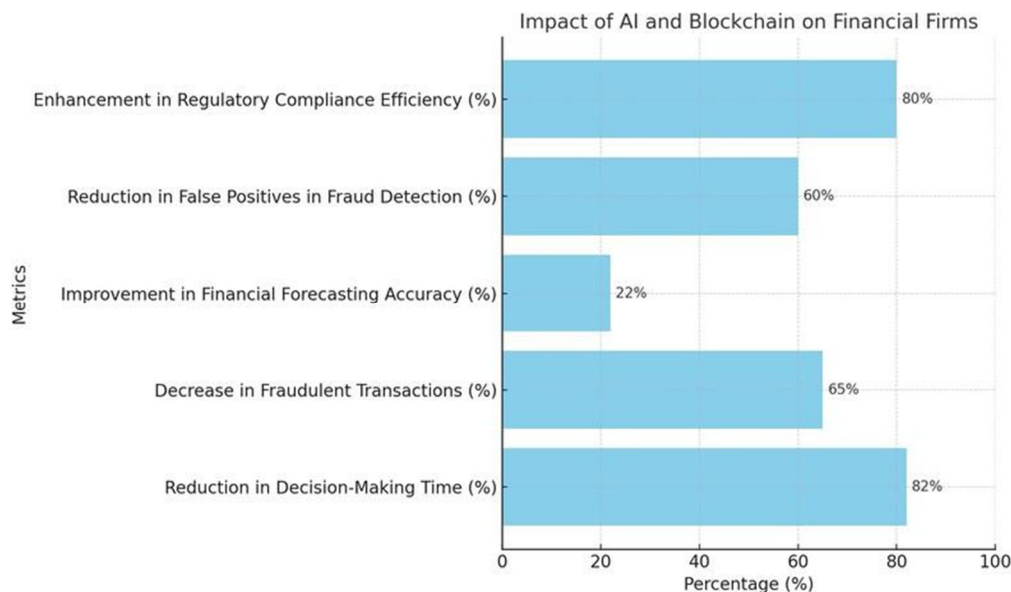 Impact of AI and Blockchain on Financial Firms
Enhancement in Regulatory Compliance Efficiency (%)
80%
Reduction in False Positives in Fraud Detection (%)
60%
Metrics
Improvement in Financial Forecasting Accuracy (%)
22%
Decrease in Fraudulent Transactions (%)
65%
Reduction in Decision-Making Time (%)
82%
0 20 40 60 80 100
Percentage (%)